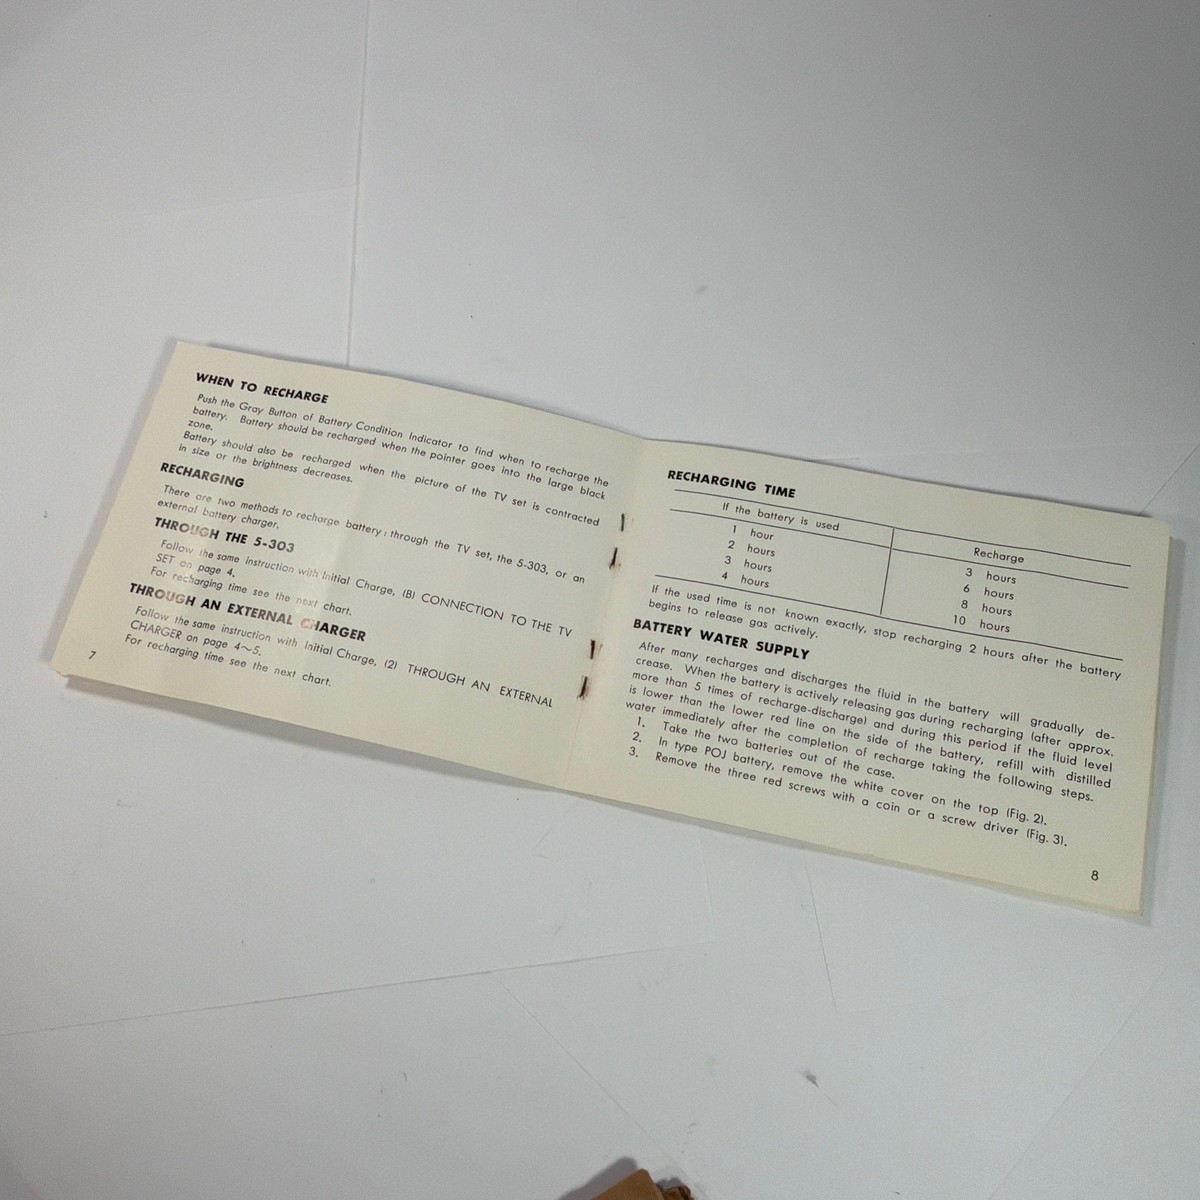 WHEN TO RECHARGE
Push the Gray Button of Battery Condition Indicator to find when to recharge the
battery. Battery should be recharged when the pointer goes into the large black
zone.
Battery should also be recharged when the picture of the TV set is contracted
in size or the brightness decreases.
RECHARGING
There are two methods to recharge battery; through the TV set, the 5-303, or an
external battery charger.
THROUGH THE 5-303
Follow the same instruction with Initial Charge, (B) CONNECTION TO THE TV
SET on page 4.
For recharging time see the next chart.
THROUGH AN EXTERNAL CHARGER
Follow the same instruction with Initial Charge, (2) THROUGH AN EXTERNAL
CHARGER on page 4~5.
For recharging time see the next chart.
7
RECHARGING TIME
If the battery is used Recharge
1 hour 3 hours
2 hours 6 hours
3 hours 8 hours
4 hours 10 hours
If the used time is not known exactly, stop recharging 2 hours after the battery
begins to release gas actively.
BATTERY WATER SUPPLY
After many recharges and discharges the fluid in the battery will gradually de-
crease. When the battery is actively releasing gas during recharging (after approx.
more than 5 times of recharge-discharge) and during this period if the fluid level
is lower than the lower red line on the side of the battery, refill with distilled
water immediately after the completion of recharge taking the following steps.
1. Take the two batteries out of the case.
2. In type POJ battery, remove the white cover on the top (Fig. 2).
3. Remove the three red screws with a coin or a screw driver (Fig. 3).
8